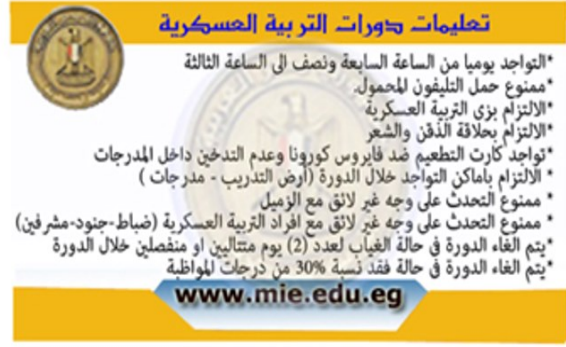 تعليمات دورات التربية العسكرية
*التواجد يوميا من الساعة السابعة ونصف الى الساعة الثالثة
*ممنوع حمل التليفون المحمول.
*الالتزام بزى التربية العسكرية
*الالتزام بحلاقة الذقن والشعر
*تواجد كارت التطعيم ضد فايروس كورونا وعدم التدخين داخل المدرجات
* الالتزام باماكن التواجد خلال الدورة (أرض التدريب - مدرجات )
* ممنوع التحدث على وجه غير لائق مع الزميل
* ممنوع التحدث على وجه غير لائق مع افراد التربية العسكرية (ضباط-جنود-مشرفين)
*يتم الغاء الدورة فى حالة الغياب لعدد (2) يوم متتاليين او منفصلين خلال الدورة
*يتم الغاء الدورة فى حالة فقد نسبة 30% من درجات المواظبة
www.mie.edu.eg